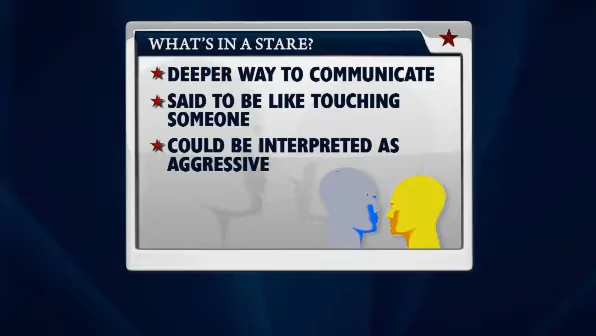 WHAT'S IN A STARE?
DEEPER WAY TO COMMUNICATE
SAID TO BE LIKE TOUCHING
SOMEONE
COULD BE INTERPRETED AS
AGGRESSIVE